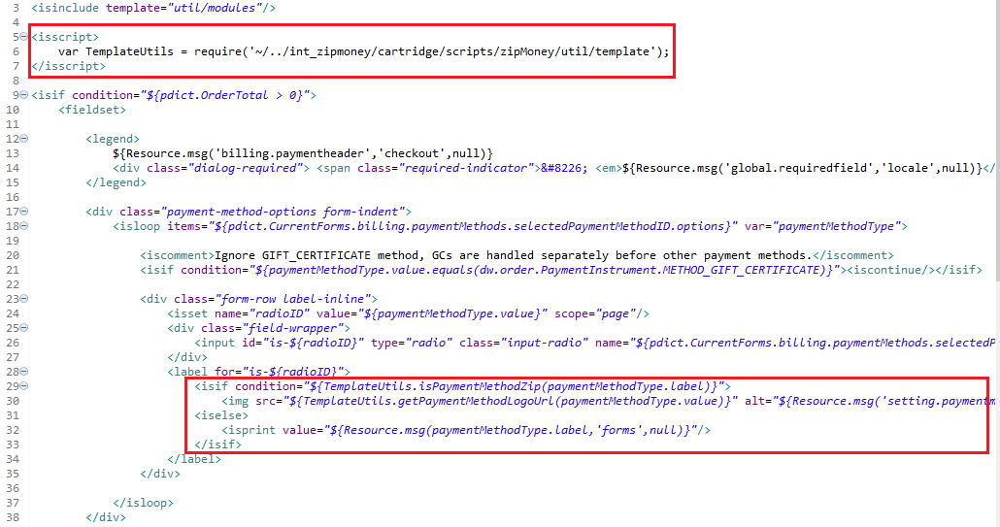 3 <isinclude template="util/modules"/>
4
5 <isscript>
6     var TemplateUtils = require('~/../int_zipmoney/cartridge/scripts/zipMoney/util/template');
7 </isscript>
8
9 <isif condition="${pdict.OrderTotal > 0}">
10     <fieldset>
11
12         <legend>
13             ${Resource.msg('billing.paymentheader','checkout',null)}
14             <div class="dialog-required"> <span class="required-indicator">&#8226; <em>${Resource.msg('global.requiredfield','locale',null)}</
15         </legend>
16
17         <div class="payment-method-options form-indent">
18             <isloop items="${pdict.CurrentForms.billing.paymentMethods.selectedPaymentMethodID.options}" var="paymentMethodType">
19
20                 <iscomment>Ignore GIFT_CERTIFICATE method, GCs are handled separately before other payment methods.</iscomment>
21                 <isif condition="${paymentMethodType.value.equals(dw.order.PaymentInstrument.METHOD_GIFT_CERTIFICATE)}"><iscontinue/></isif>
22
23                 <div class="form-row label-inline">
24                     <isset name="radioID" value="${paymentMethodType.value}" scope="page"/>
25                     <div class="field-wrapper">
26                         <input id="is-${radioID}" type="radio" class="input-radio" name="${pdict.CurrentForms.billing.paymentMethods.selectedP
27                     </div>
28                     <label for="is-${radioID}">
29                         <isif condition="${TemplateUtils.isPaymentMethodZip(paymentMethodType.label)}">
30                             <img src="${TemplateUtils.getPaymentMethodLogoUrl(paymentMethodType.value)}" alt="${Resource.msg('setting.paymentm
31                         <iselse>
32                             <isprint value="${Resource.msg(paymentMethodType.label,'forms',null)}"/>
33                         </isif>
34                     </label>
35                 </div>
36
37             </isloop>
38         </div>